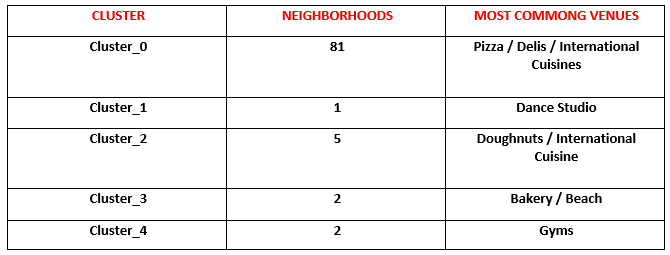 CLUSTER NEIGHBORHOODS MOST COMMONG VENUES
Cluster_0 81 Pizza / Delis / International
Cuisines
Cluster_1 1 Dance Studio
Cluster_2 5 Doughnuts / International
Cuisine
Cluster_3 2 Bakery / Beach
Cluster_4 2 Gyms